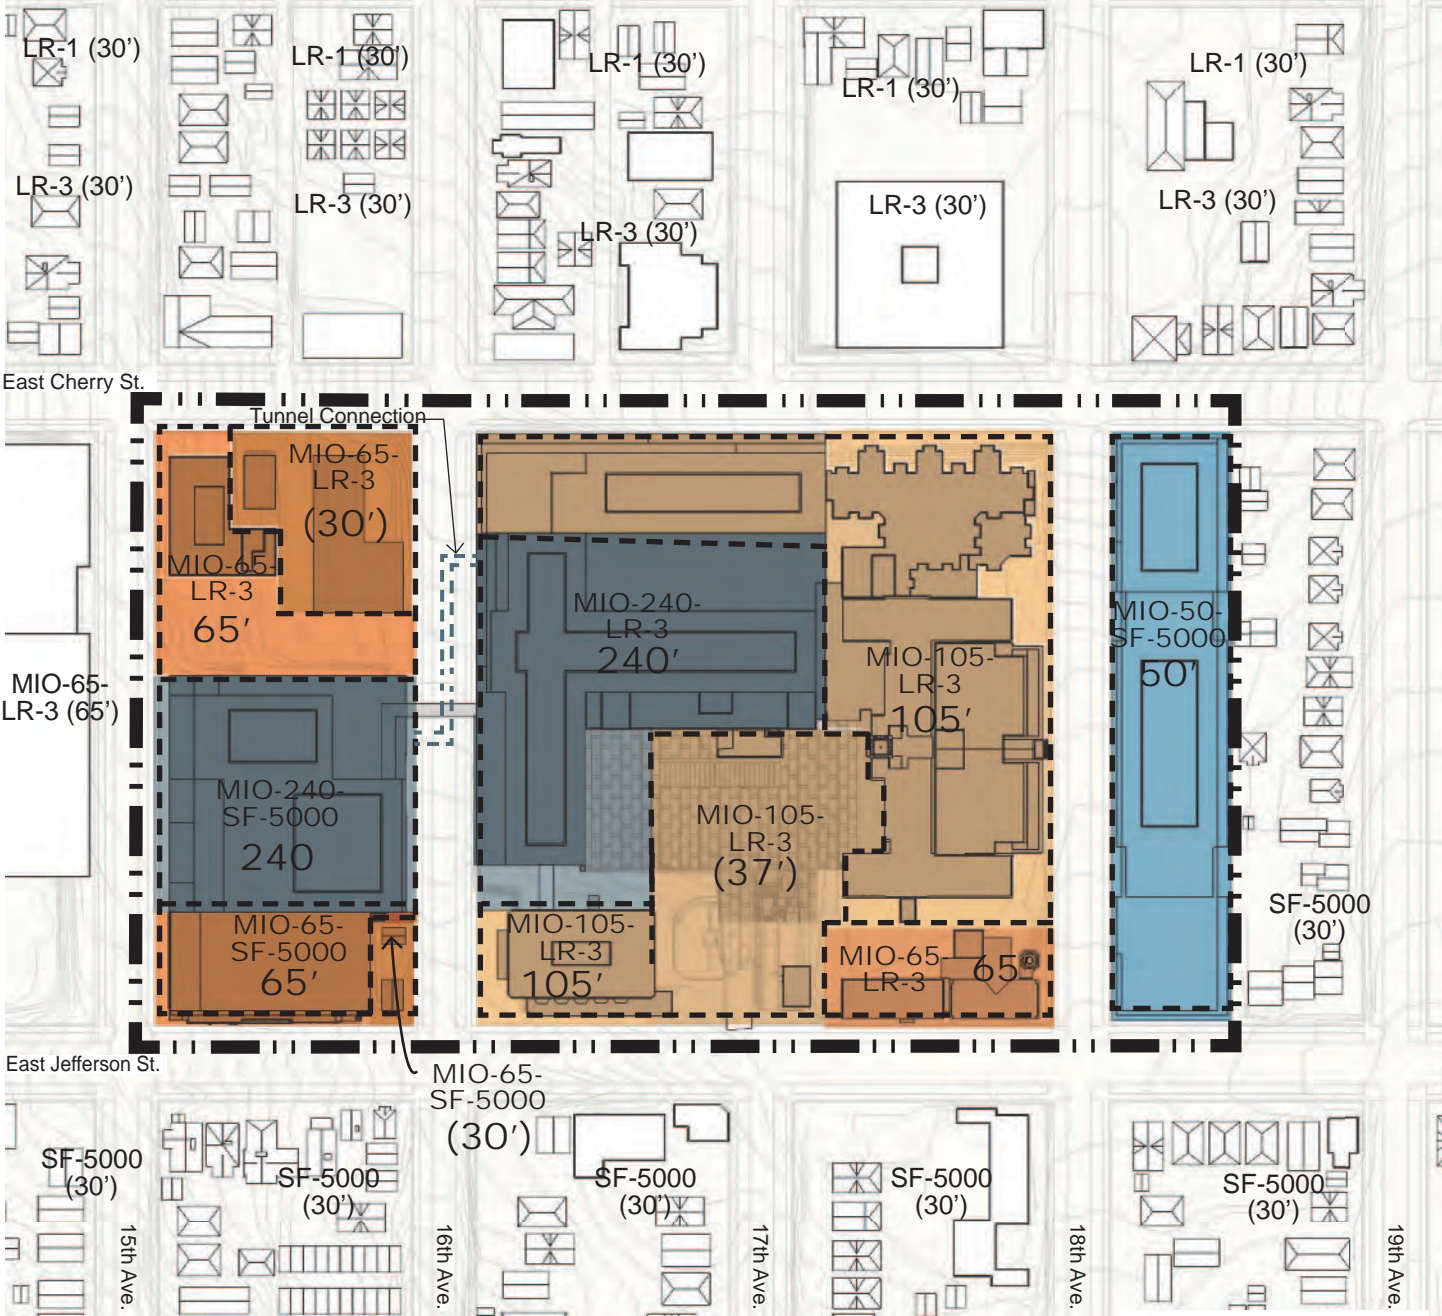 LR-1 (30')
LR-1 (30')
LR-1 (30')
LR-1 (30')
LR-1 (30')
LR-3 (30')
LR-3 (30')
LR-3 (30')
LR-3 (30')
LR-3 (30')
East Cherry St.
Tunnel Connection
MIO-65-
LR-3
(30')
MIO-65-
LR-3
65'
MIO-240-
LR-3
240'
MIO-105-
LR-3
105'
MIO-50-
SF-5000
50'
MIO-65-
LR-3 (65')
MIO-240-
SF-5000
240
MIO-105-
LR-3
(37')
MIO-65-
SF-5000
65'
MIO-105-
LR-3
105'
MIO-65-
LR-3
65'
SF-5000
(30')
East Jefferson St.
MIO-65-
SF-5000
(30')
SF-5000
(30')
SF-5000
(30')
SF-5000
(30')
SF-5000
(30')
SF-5000
(30')
15th Ave.
16th Ave.
17th Ave.
18th Ave.
19th Ave.